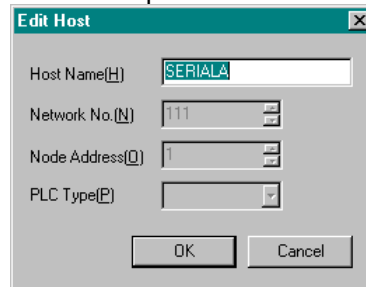 Edit Host
Host Name(H) SERIALA
Network No.(N) 111
Node Address(O) 1
PLC Type(P)
OK Cancel